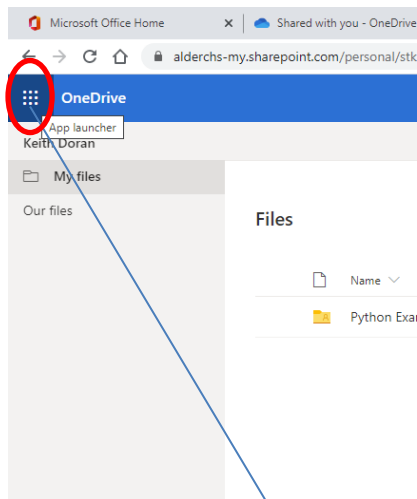 Microsoft Office Home
Shared with you - OneDrive
alderchs-my.sharepoint.com/personal/stk
OneDrive
App launcher
Keith Doran
My files
Our files
Files
Name
Python Exa